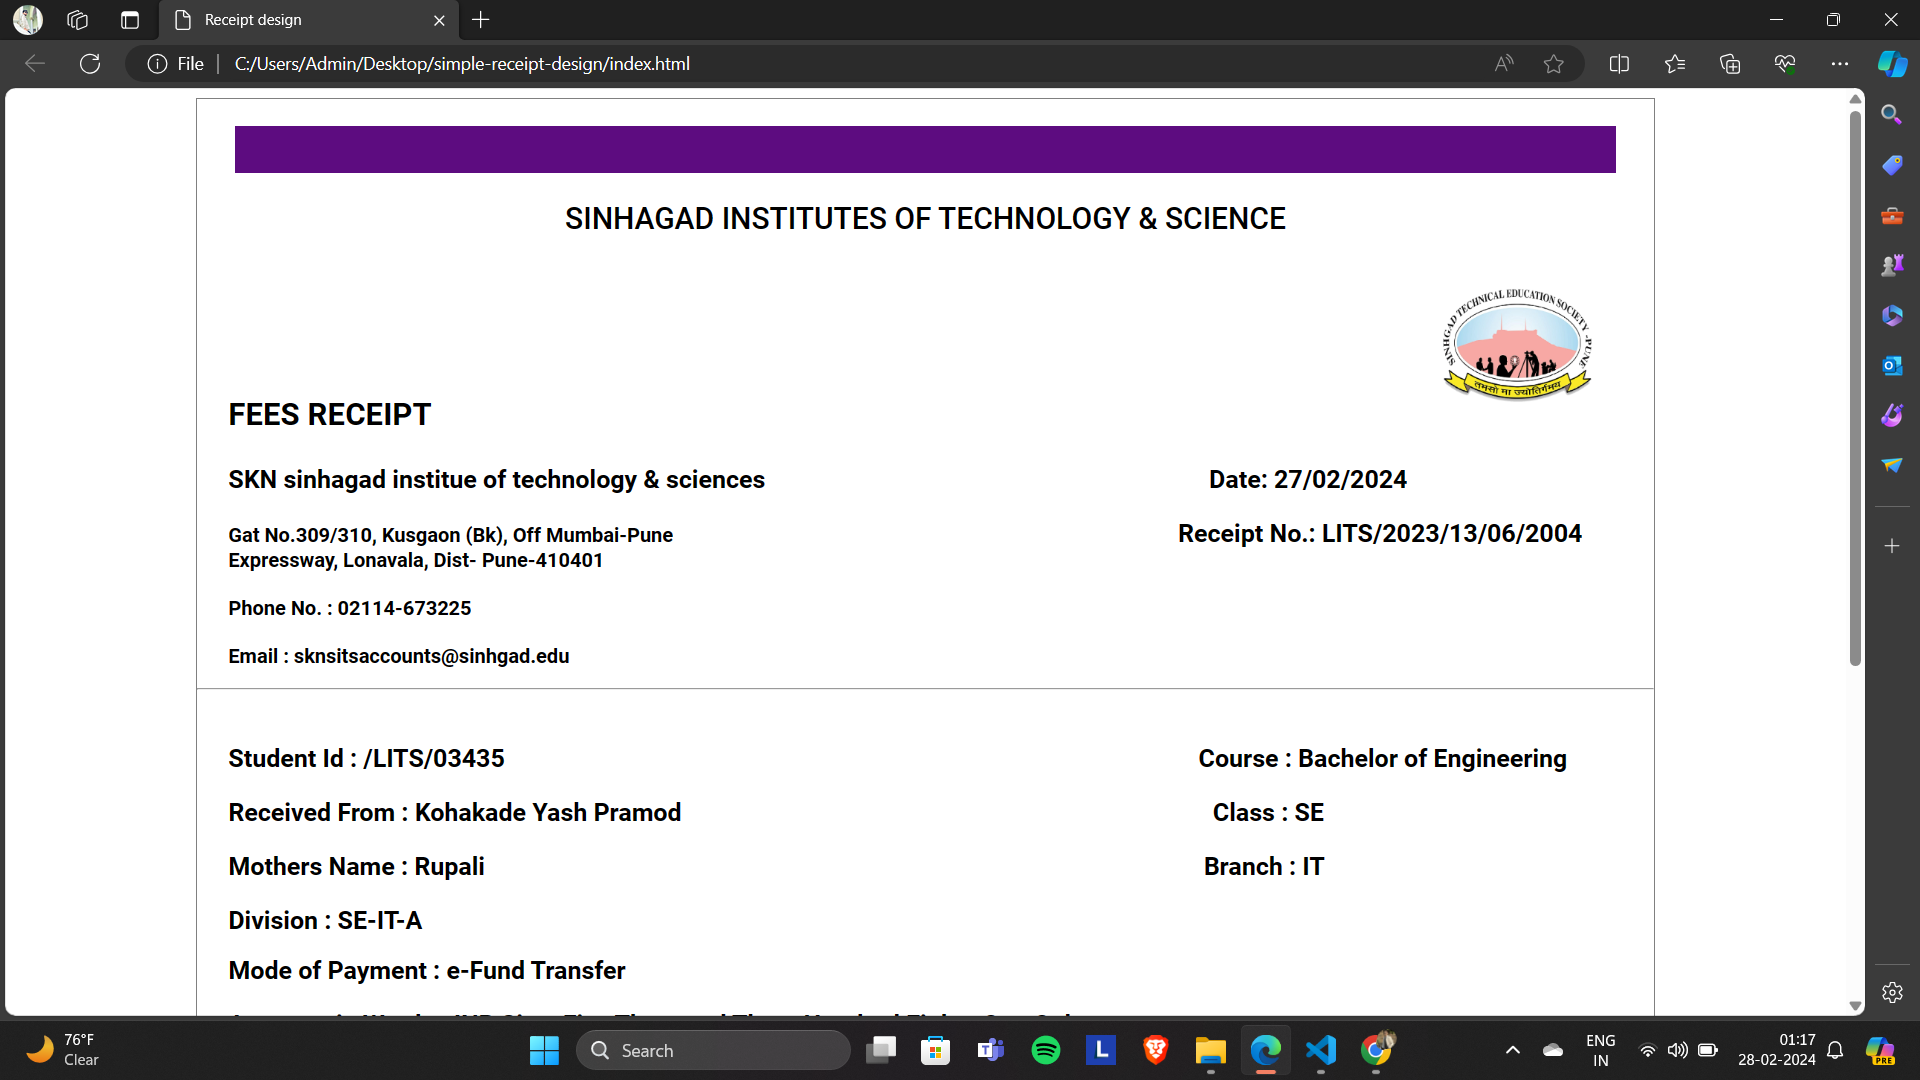 Receipt design
File
C:/Users/Admin/Desktop/simple-receipt-design/index.html
SINHAGAD INSTITUTES OF TECHNOLOGY & SCIENCE
SINHGAD TECHNICAL EDUCATION SOCIETY - PUNE
तमसो मा ज्योतिर्गमय
FEES RECEIPT
SKN sinhagad institue of technology & sciences
Date: 27/02/2024
Gat No.309/310, Kusgaon (Bk), Off Mumbai-Pune
Expressway, Lonavala, Dist- Pune-410401
Receipt No.: LITS/2023/13/06/2004
Phone No. : 02114-673225
Email : sknsitsaccounts@sinhgad.edu
Student Id : /LITS/03435
Course : Bachelor of Engineering
Received From : Kohakade Yash Pramod
Class : SE
Mothers Name : Rupali
Branch : IT
Division : SE-IT-A
Mode of Payment : e-Fund Transfer
76°F
Clear
Search
L
ENG
IN
01:17
28-02-2024
PRE